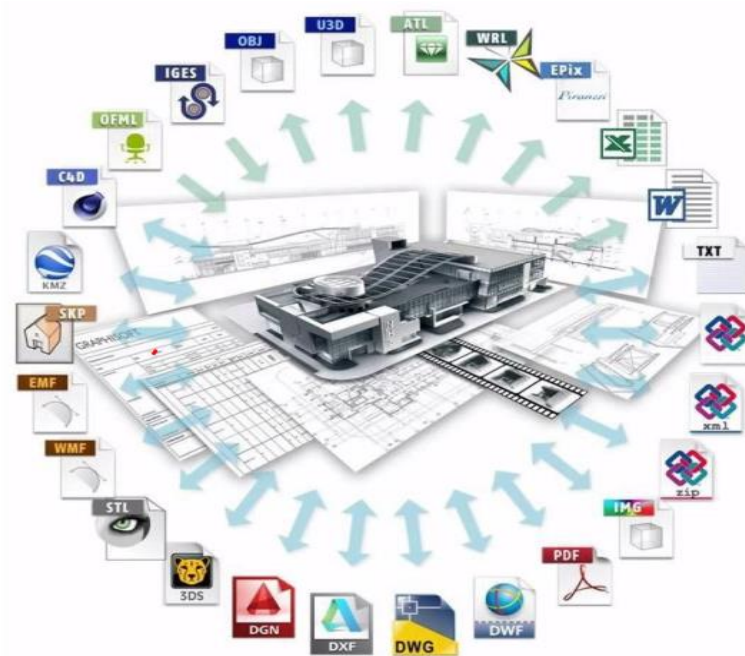 U3D
ATL
OBJ
WRL
IGES
EPix
Piranesi
OFML
C4D
W
TXT
KMZ
SKP
GRAPHISOFT
EMF
xml
WMF
zip
STL
IMG
PDF
3DS
DGN
DXF
DWG
DWF